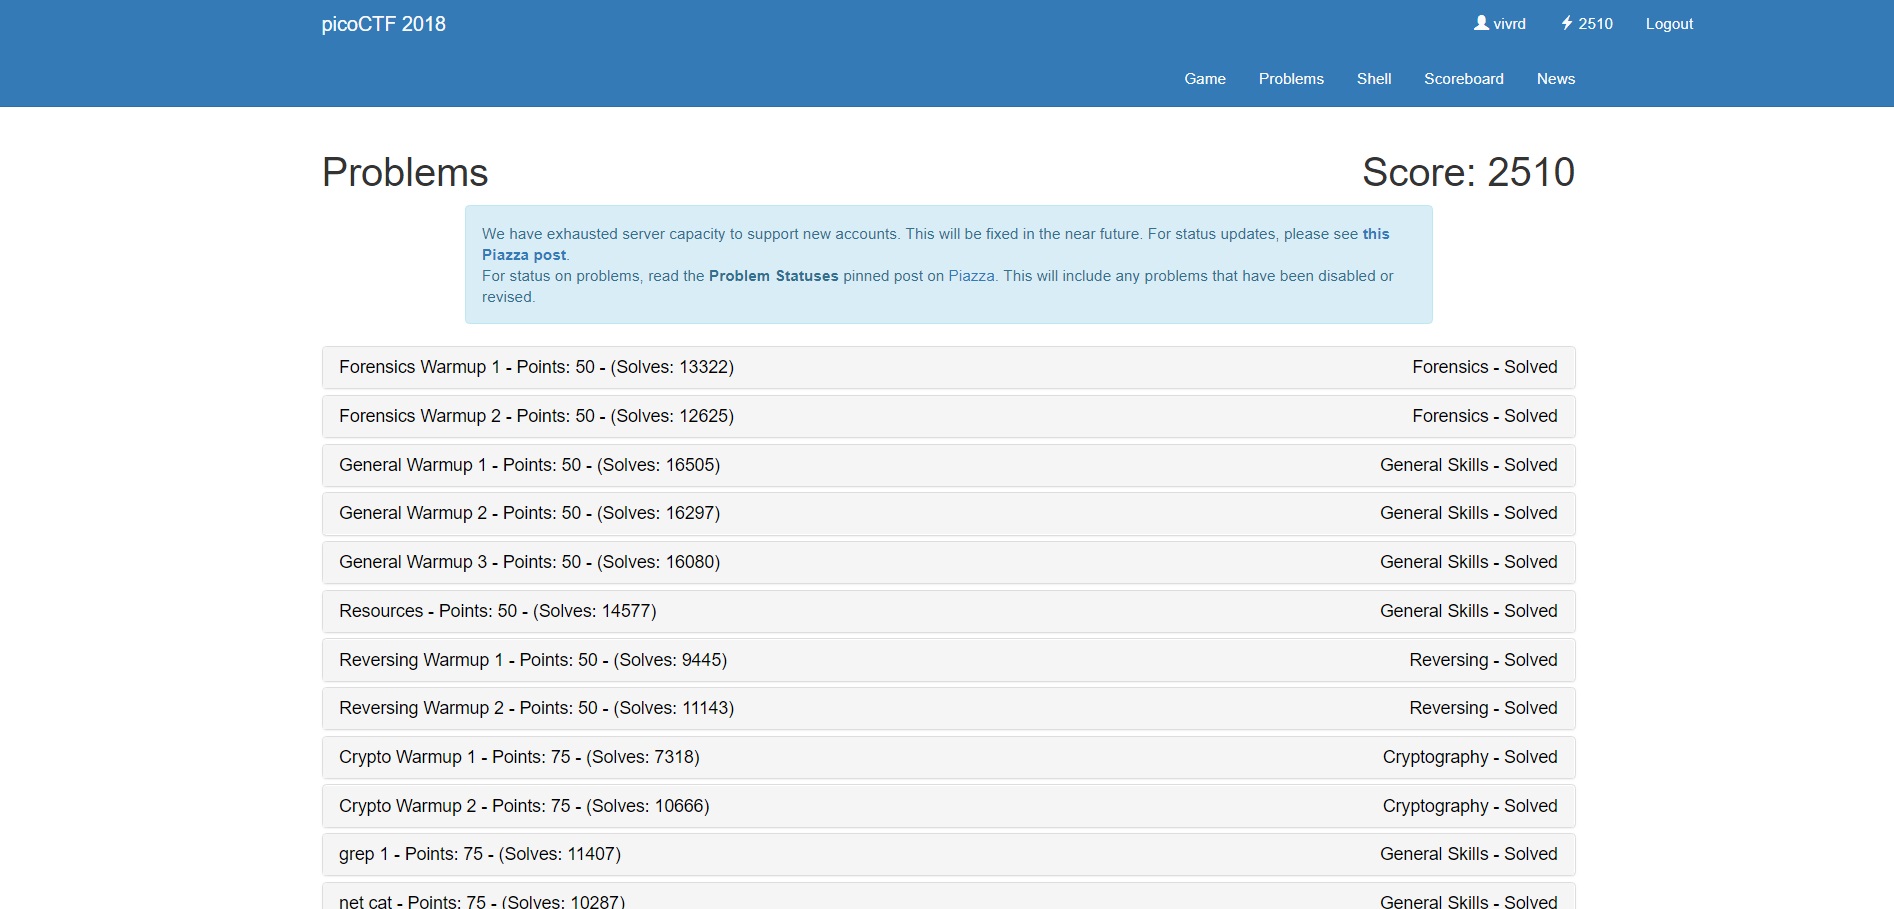 picoCTF 2018
vivrd 2510 Logout
Game Problems Shell Scoreboard News
Problems Score: 2510
We have exhausted server capacity to support new accounts. This will be fixed in the near future. For status updates, please see this
Piazza post.
For status on problems, read the Problem Statuses pinned post on Piazza. This will include any problems that have been disabled or
revised.
Forensics Warmup 1 - Points: 50 - (Solves: 13322) Forensics - Solved
Forensics Warmup 2 - Points: 50 - (Solves: 12625) Forensics - Solved
General Warmup 1 - Points: 50 - (Solves: 16505) General Skills - Solved
General Warmup 2 - Points: 50 - (Solves: 16297) General Skills - Solved
General Warmup 3 - Points: 50 - (Solves: 16080) General Skills - Solved
Resources - Points: 50 - (Solves: 14577) General Skills - Solved
Reversing Warmup 1 - Points: 50 - (Solves: 9445) Reversing - Solved
Reversing Warmup 2 - Points: 50 - (Solves: 11143) Reversing - Solved
Crypto Warmup 1 - Points: 75 - (Solves: 7318) Cryptography - Solved
Crypto Warmup 2 - Points: 75 - (Solves: 10666) Cryptography - Solved
grep 1 - Points: 75 - (Solves: 11407) General Skills - Solved
net cat - Points: 75 - (Solves: 10287) General Skills - Solved